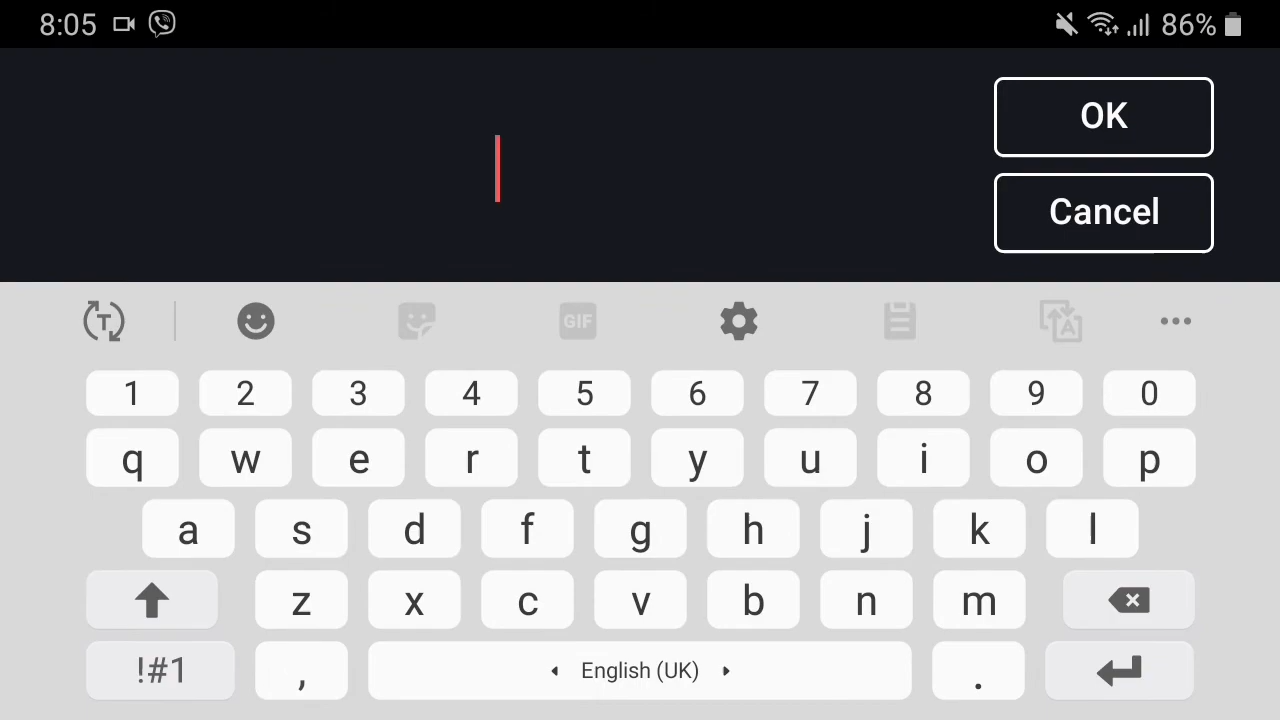 8:05 86%
OK
Cancel
T GIF A
1 2 3 4 5 6 7 8 9 0
q w e r t y u i o p
a s d f g h j k l
z x c v b n m
!#1 , English (UK) .